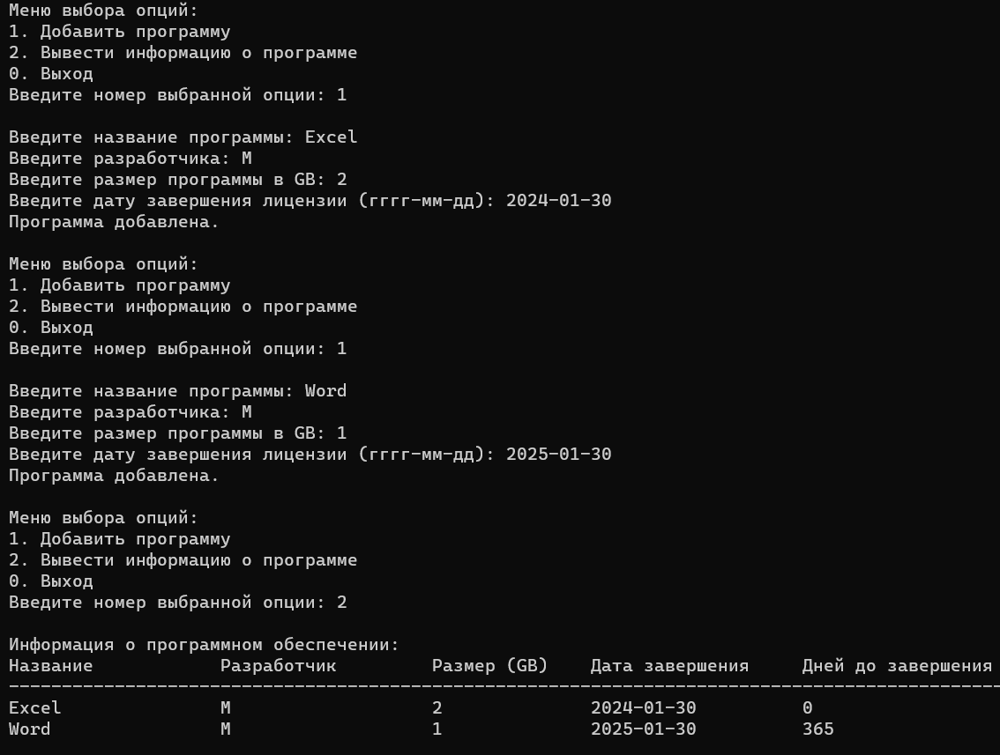 Меню выбора опций:
1. Добавить программу
2. Вывести информацию о программе
0. Выход
Введите номер выбранной опции: 1
Введите название программы: Excel
Введите разработчика: M
Введите размер программы в GB: 2
Введите дату завершения лицензии (гггг-мм-дд): 2024-01-30
Программа добавлена.
Меню выбора опций:
1. Добавить программу
2. Вывести информацию о программе
0. Выход
Введите номер выбранной опции: 1
Введите название программы: Word
Введите разработчика: M
Введите размер программы в GB: 1
Введите дату завершения лицензии (гггг-мм-дд): 2025-01-30
Программа добавлена.
Меню выбора опций:
1. Добавить программу
2. Вывести информацию о программе
0. Выход
Введите номер выбранной опции: 2
Информация о программном обеспечении:
Название Разработчик Размер (GB) Дата завершения Дней до завершения
----------------------------------------------------------------------------------------------
Excel M 2 2024-01-30 0
Word M 1 2025-01-30 365